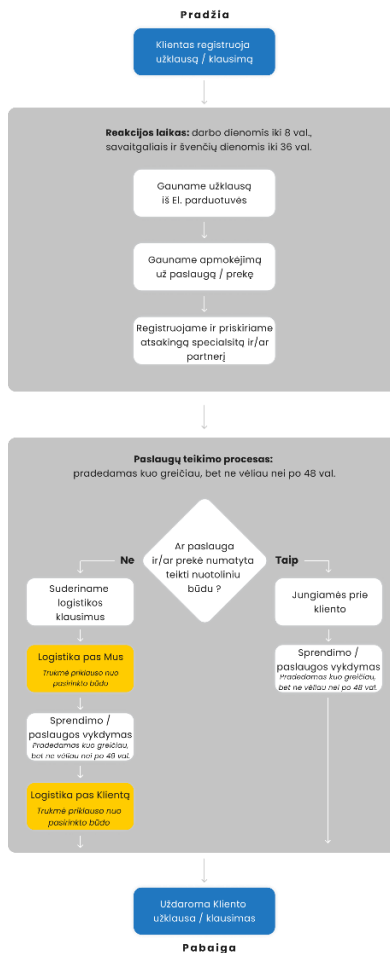 Pradžia
Klientas registruoja
užklausą / klausimą
Reakcijos laikas: darbo dienomis iki 8 val.,
savaitgaliais ir švenčių dienomis iki 36 val.
Gauname užklausą
iš El. parduotuvės
Gauname apmokėjimą
už paslaugą / prekę
Registruojame ir priskiriame
atsakingą specialsitą ir/ar
partnerį
Paslaugų teikimo procesas:
pradedamas kuo greičiau, bet ne vėliau nei po 48 val.
Ar paslauga
ir/ar prekė numatyta
teikti nuotoliniu
būdu ?
Ne
Suderiname
logistikos
klausimus
Logistika pas Mus
Trukmė priklauso nuo
pasirinkto būdo
Sprendimo /
paslaugos vykdymas
Pradedamas kuo greičiau,
bet ne vėliau nei po 48 val.
Logistika pas Klientą
Trukmė priklauso nuo
pasirinkto būdo
Taip
Jungiamės prie
kliento
Sprendimo /
paslaugos vykdymas
Pradedamas kuo greičiau,
bet ne vėliau nei po 48 val.
Uždaroma Kliento
užklausa / klausimas
Pabaiga